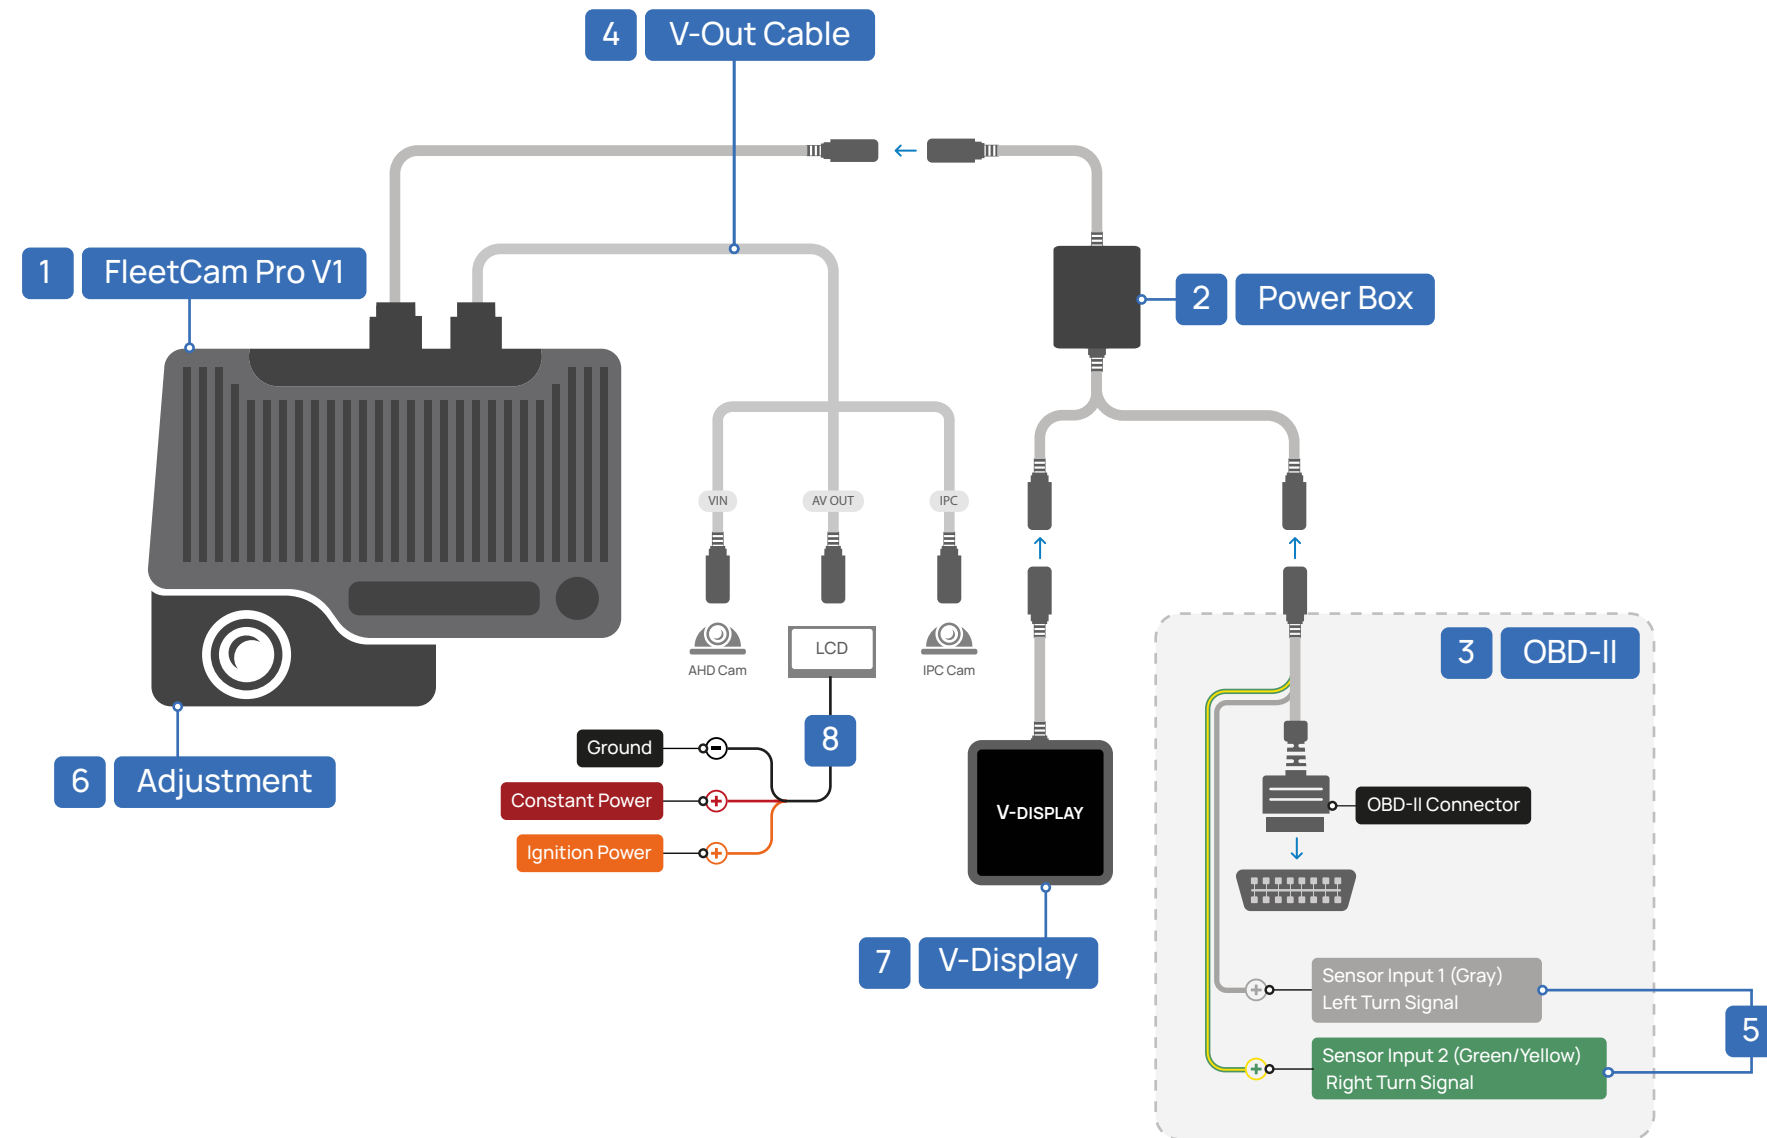 4 V-Out Cable
1 FleetCam Pro V1
2 Power Box
VIN
AV OUT
IPC
AHD Cam
LCD
IPC Cam
3 OBD-II
6 Adjustment
8
Ground
Constant Power
Ignition Power
V-DISPLAY
OBD-II Connector
7 V-Display
Sensor Input 1 (Gray)
Left Turn Signal
5
Sensor Input 2 (Green/Yellow)
Right Turn Signal